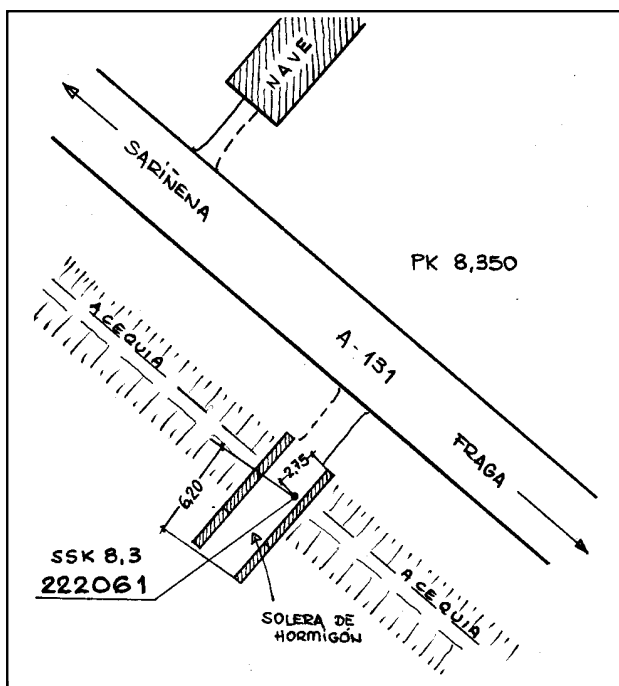 NAVE
SARIÑENA
PK 8,350
ACEQUIA
A-131
FRAGA
2,75
6,20
SSK 8,3
222061
SOLERA DE
HORMIGÓN
ACEQUIA